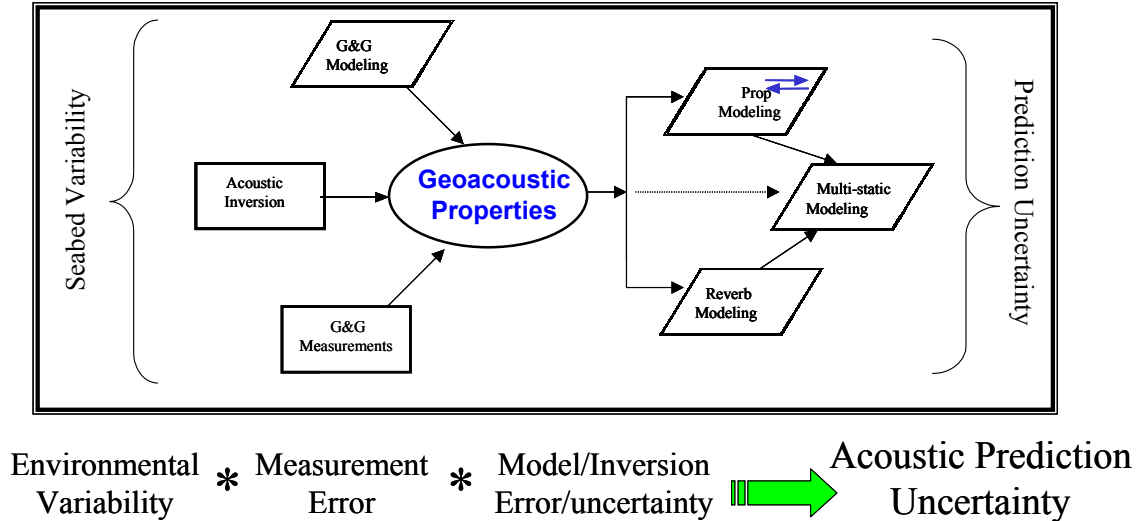 Seabed Variability
G&G
Modeling
Acoustic
Inversion
G&G
Measurements
Geoacoustic
Properties
Prop
Modeling
Multi-static
Modeling
Reverb
Modeling
Prediction Uncertainty
Environmental
Variability
*
Measurement
Error
*
Model/Inversion
Error/uncertainty
Acoustic Prediction
Uncertainty